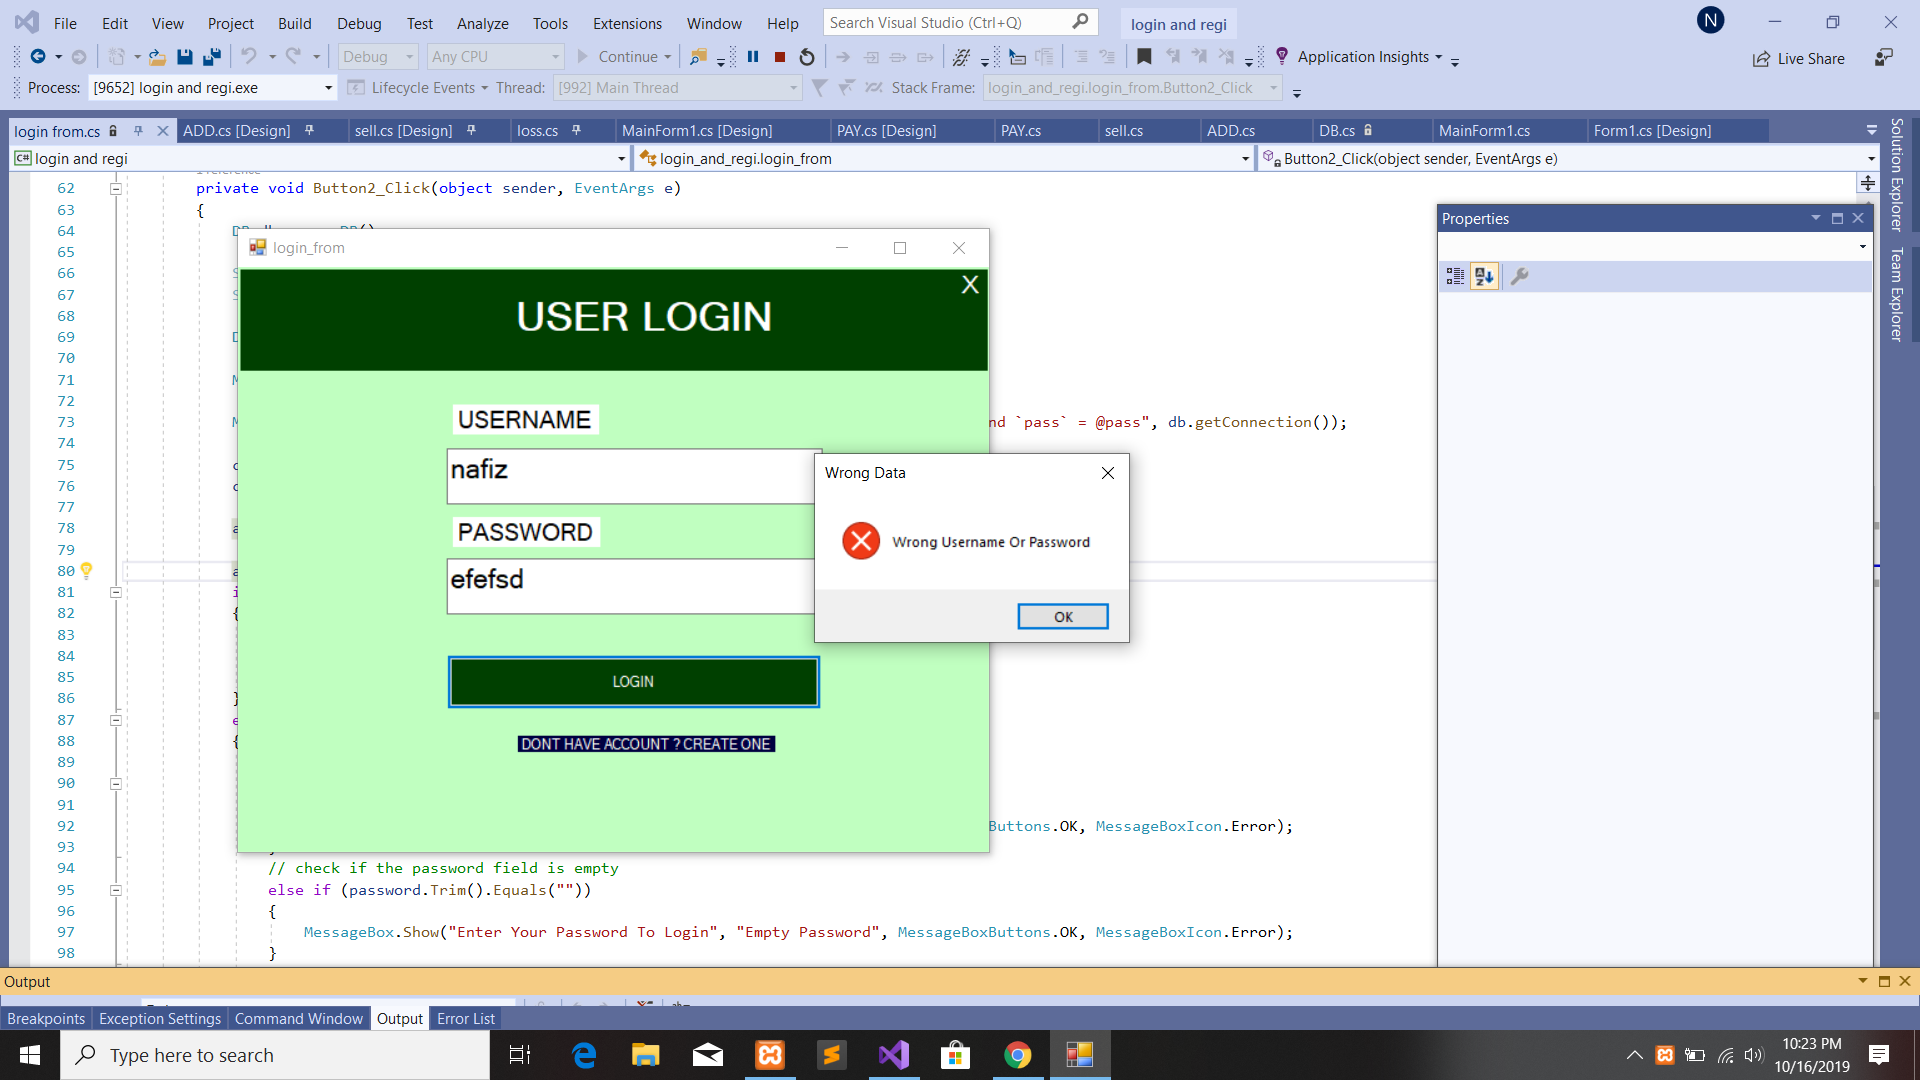 File Edit View Project Build Debug Test Analyze Tools Extensions Window Help Search Visual Studio (Ctrl+Q) login and regi N
Debug Any CPU Continue Application Insights Live Share
Process: [9652] login and regi.exe Lifecycle Events Thread: [992] Main Thread Stack Frame: login_and_regi.login_from.Button2_Click
login from.cs ADD.cs [Design] sell.cs [Design] loss.cs MainForm1.cs [Design] PAY.cs [Design] PAY.cs sell.cs ADD.cs DB.cs MainForm1.cs Form1.cs [Design]
login and regi login_and_regi.login_from Button2_Click(object sender, EventArgs e)
Solution Explorer
Team Explorer
62 private void Button2_Click(object sender, EventArgs e)
63 {
64
65
66
67
68
69
70
71
72
73 nd `pass` = @pass", db.getConnection());
74
75
76
77
78
79
80
81
82 {
83
84
85
86 }
87
88 {
89
90
91
92 Buttons.OK, MessageBoxIcon.Error);
93
94 // check if the password field is empty
95 else if (password.Trim().Equals(""))
96 {
97 MessageBox.Show("Enter Your Password To Login", "Empty Password", MessageBoxButtons.OK, MessageBoxIcon.Error);
98 }
login_from
X
USER LOGIN
USERNAME
nafiz
PASSWORD
efefsd
LOGIN
DONT HAVE ACCOUNT ? CREATE ONE
Wrong Data
Wrong Username Or Password
OK
Properties
Output
Breakpoints Exception Settings Command Window Output Error List
Type here to search
10:23 PM
10/16/2019